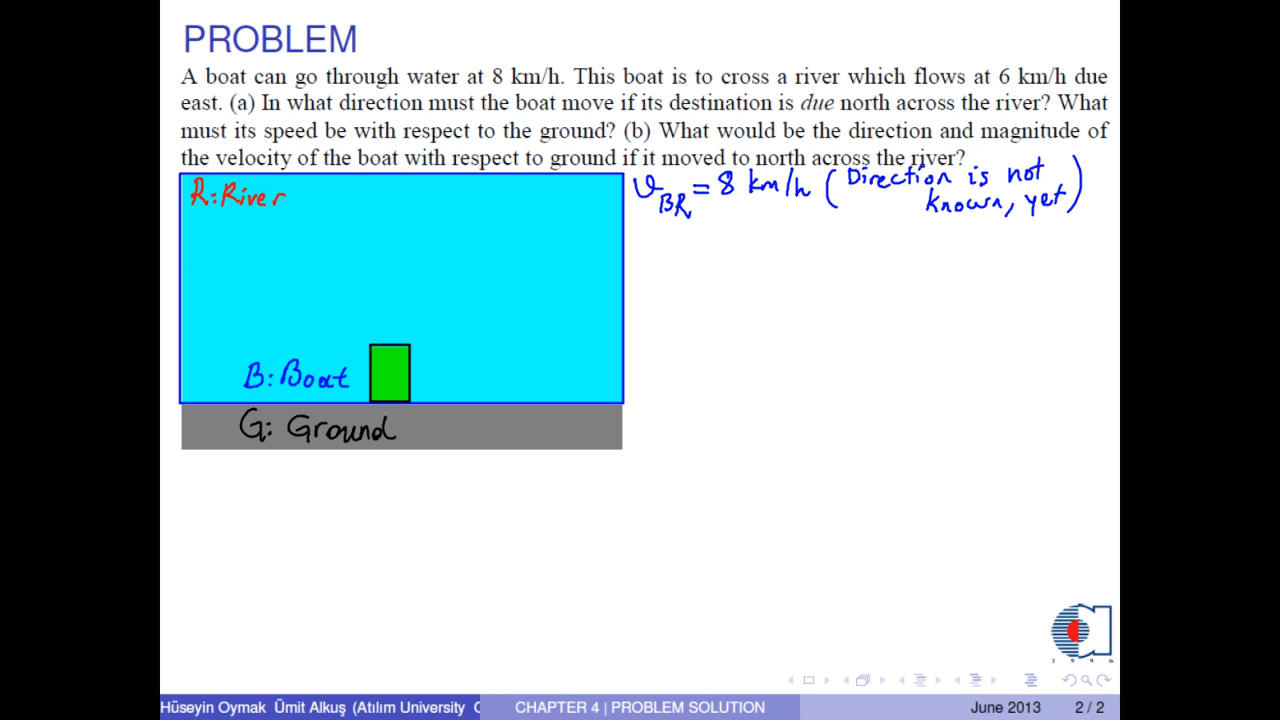 PROBLEM
A boat can go through water at 8 km/h. This boat is to cross a river which flows at 6 km/h due
east. (a) In what direction must the boat move if its destination is due north across the river? What
must its speed be with respect to the ground? (b) What would be the direction and magnitude of
the velocity of the boat with respect to ground if it moved to north across the river?
R: River
ϑ_BR = 8 km/h (Direction is not
known, yet)
B: Boat
G: Ground
1 9 9 6
Hüseyin Oymak Ümit Alkuş (Atılım University C
CHAPTER 4 | PROBLEM SOLUTION
June 2013 2 / 2